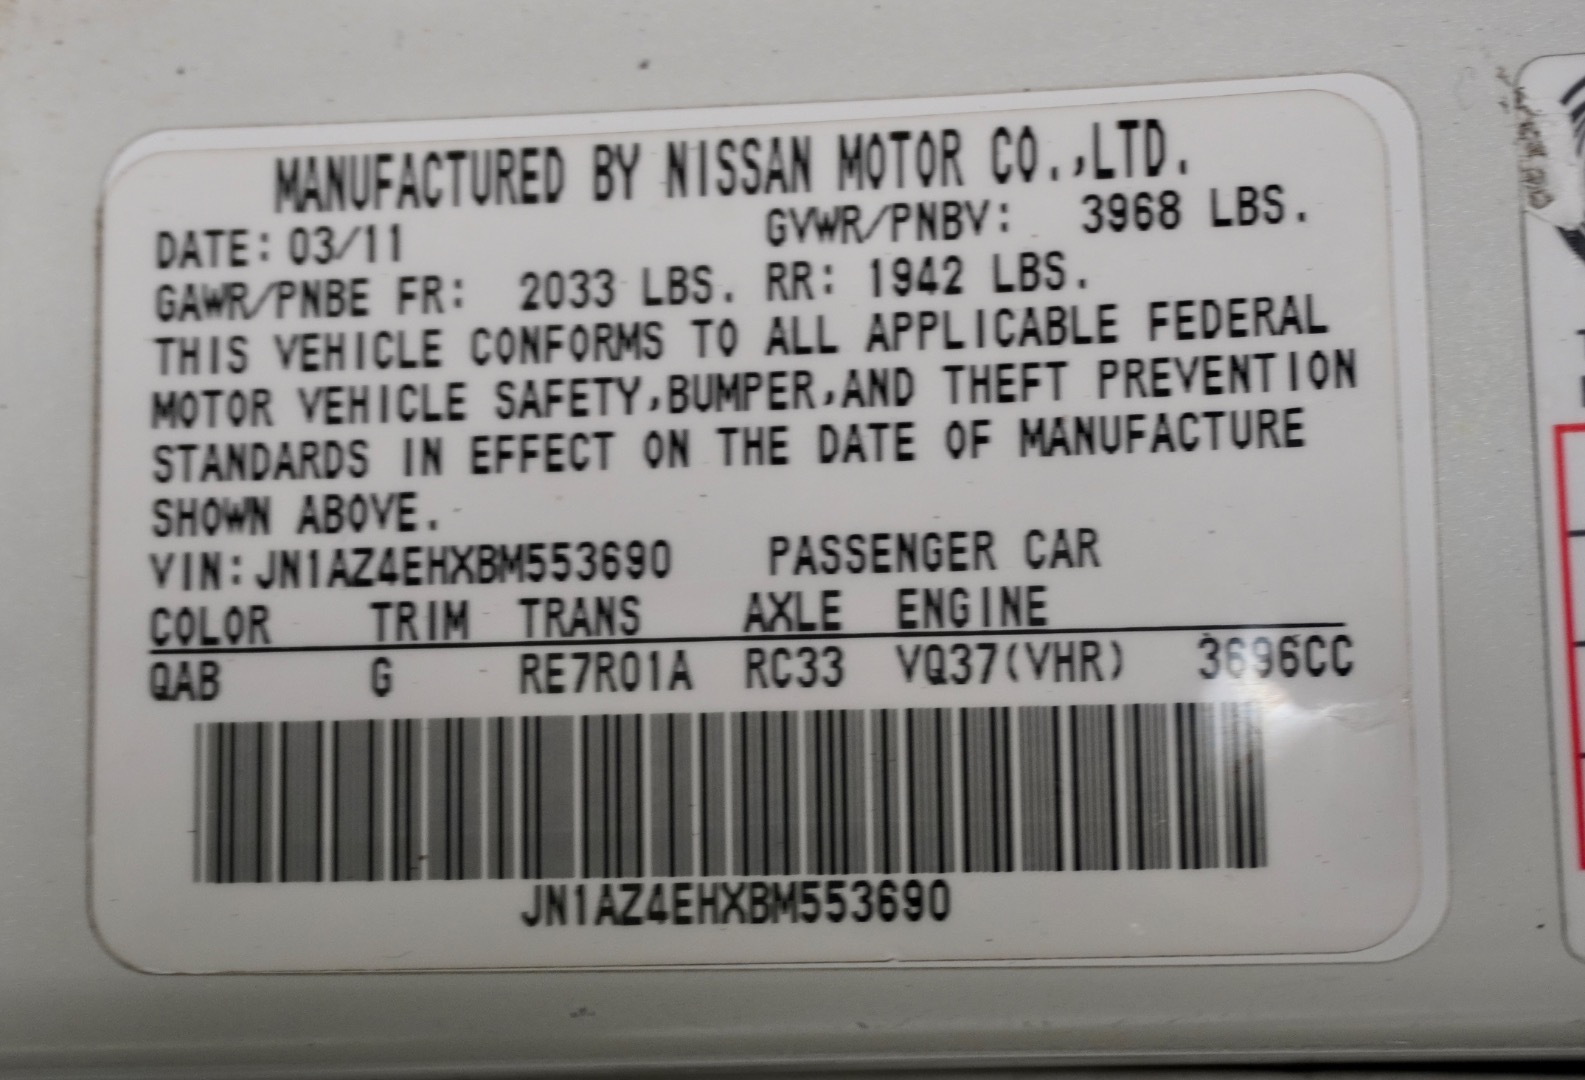 MANUFACTURED BY NISSAN MOTOR CO.,LTD.
DATE: 03/11 GVWR/PNBV: 3968 LBS.
GAWR/PNBE FR: 2033 LBS. RR: 1942 LBS.
THIS VEHICLE CONFORMS TO ALL APPLICABLE FEDERAL
MOTOR VEHICLE SAFETY,BUMPER,AND THEFT PREVENTION
STANDARDS IN EFFECT ON THE DATE OF MANUFACTURE
SHOWN ABOVE.
VIN:JN1AZ4EHXBM553690 PASSENGER CAR
COLOR TRIM TRANS AXLE ENGINE
QAB G RE7R01A RC33 VQ37(VHR) 3696CC
JN1AZ4EHXBM553690